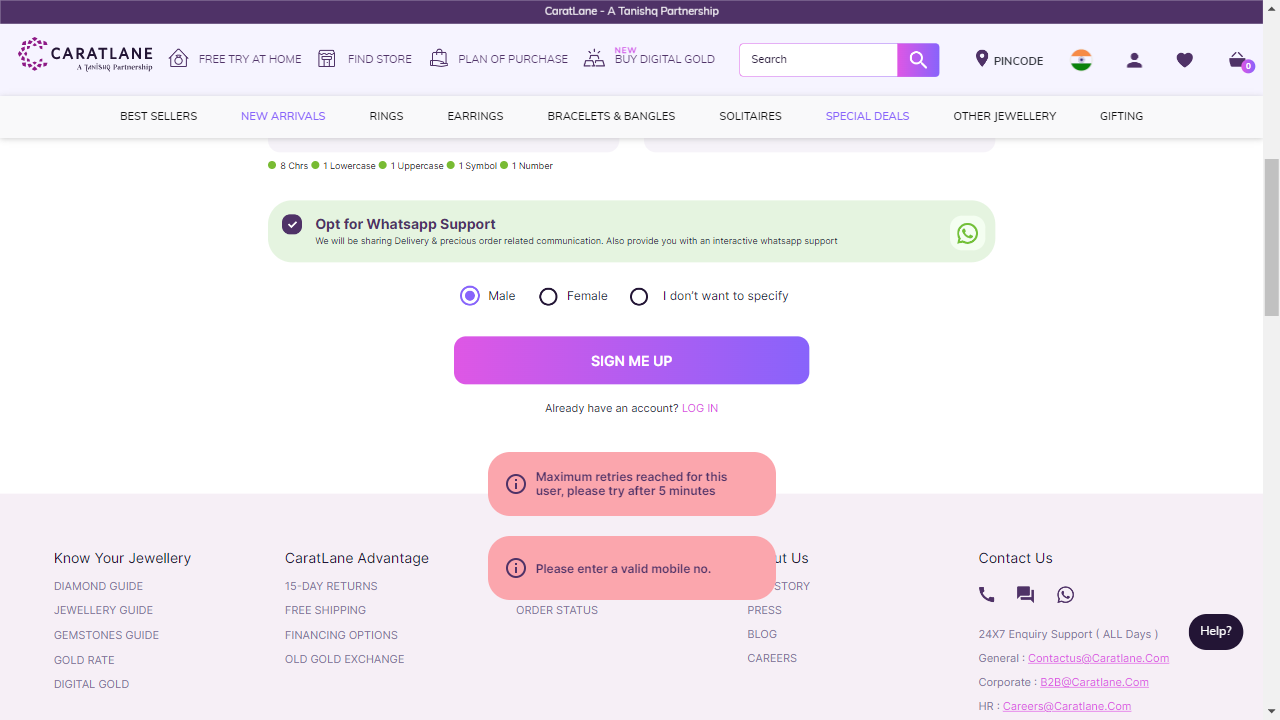 CaratLane - A Tanishq Partnership
CARATLANE
A TANISHQ Partnership
FREE TRY AT HOME
FIND STORE
PLAN OF PURCHASE
NEW
BUY DIGITAL GOLD
Search
PINCODE
0
BEST SELLERS
NEW ARRIVALS
RINGS
EARRINGS
BRACELETS & BANGLES
SOLITAIRES
SPECIAL DEALS
OTHER JEWELLERY
GIFTING
8 Chrs 1 Lowercase 1 Uppercase 1 Symbol 1 Number
Opt for Whatsapp Support
We will be sharing Delivery & precious order related communication. Also provide you with an interactive whatsapp support
Male
Female
I don't want to specify
SIGN ME UP
Already have an account? LOG IN
Maximum retries reached for this
user, please try after 5 minutes
Please enter a valid mobile no.
Know Your Jewellery
DIAMOND GUIDE
JEWELLERY GUIDE
GEMSTONES GUIDE
GOLD RATE
DIGITAL GOLD
CaratLane Advantage
15-DAY RETURNS
FREE SHIPPING
FINANCING OPTIONS
OLD GOLD EXCHANGE
ORDER STATUS
Us
STORY
PRESS
BLOG
CAREERS
Contact Us
24X7 Enquiry Support ( ALL Days )
General : Contactus@Caratlane.Com
Corporate : B2B@Caratlane.Com
HR : Careers@Caratlane.Com
Help?